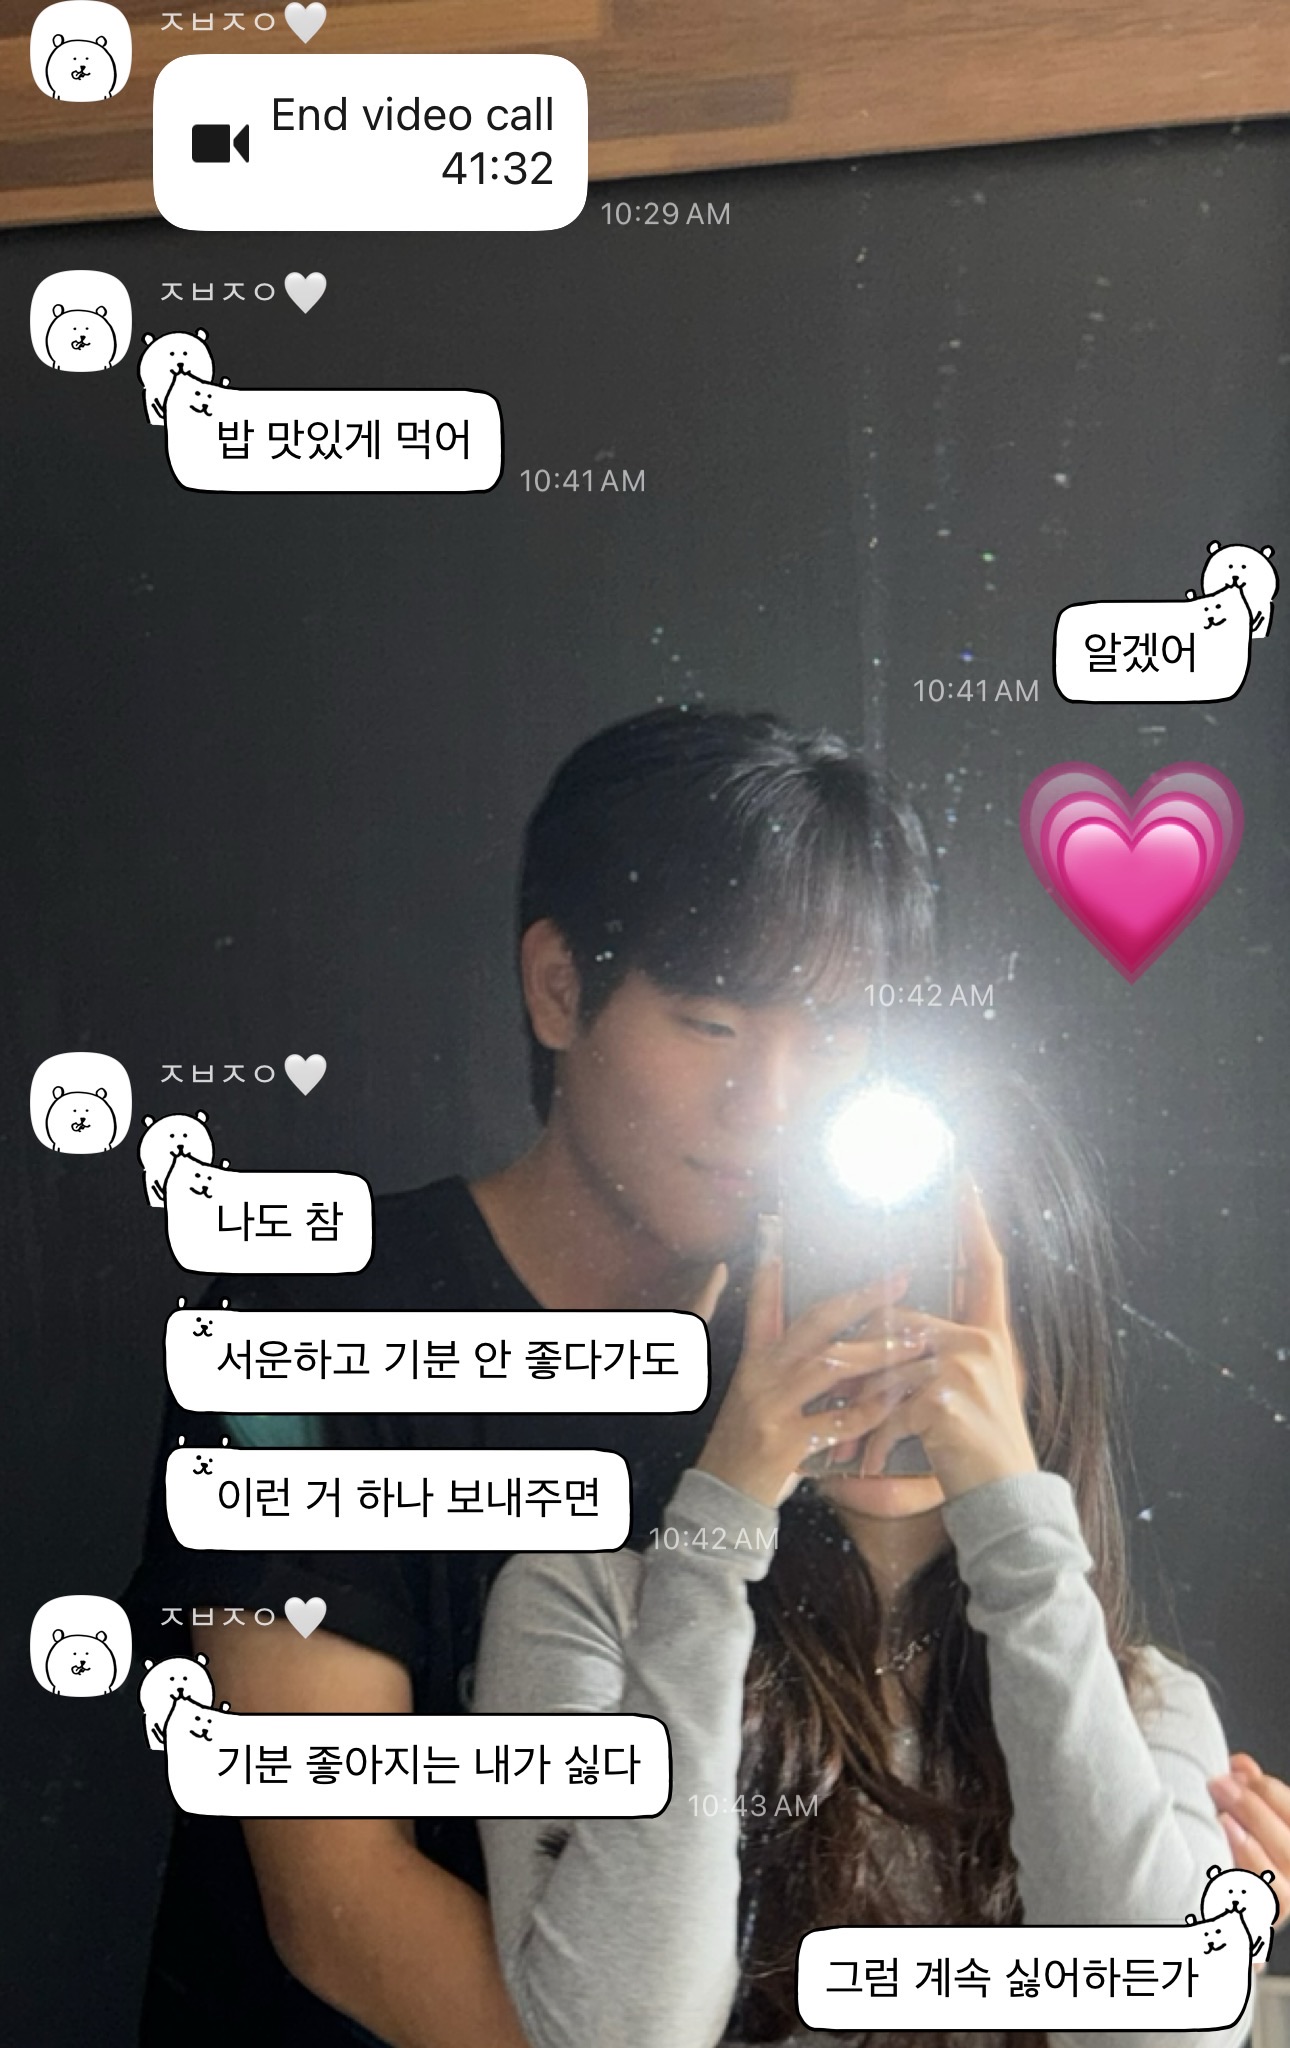 ㅈㅂㅈㅇ🤍
End video call
41:32
10:29 AM
ㅈㅂㅈㅇ🤍
밥 맛있게 먹어
10:41 AM
알겠어
10:41 AM
10:42 AM
ㅈㅂㅈㅇ🤍
나도 참
서운하고 기분 안 좋다가도
이런 거 하나 보내주면
10:42 AM
ㅈㅂㅈㅇ🤍
기분 좋아지는 내가 싫다
10:43 AM
그럼 계속 싫어하든가